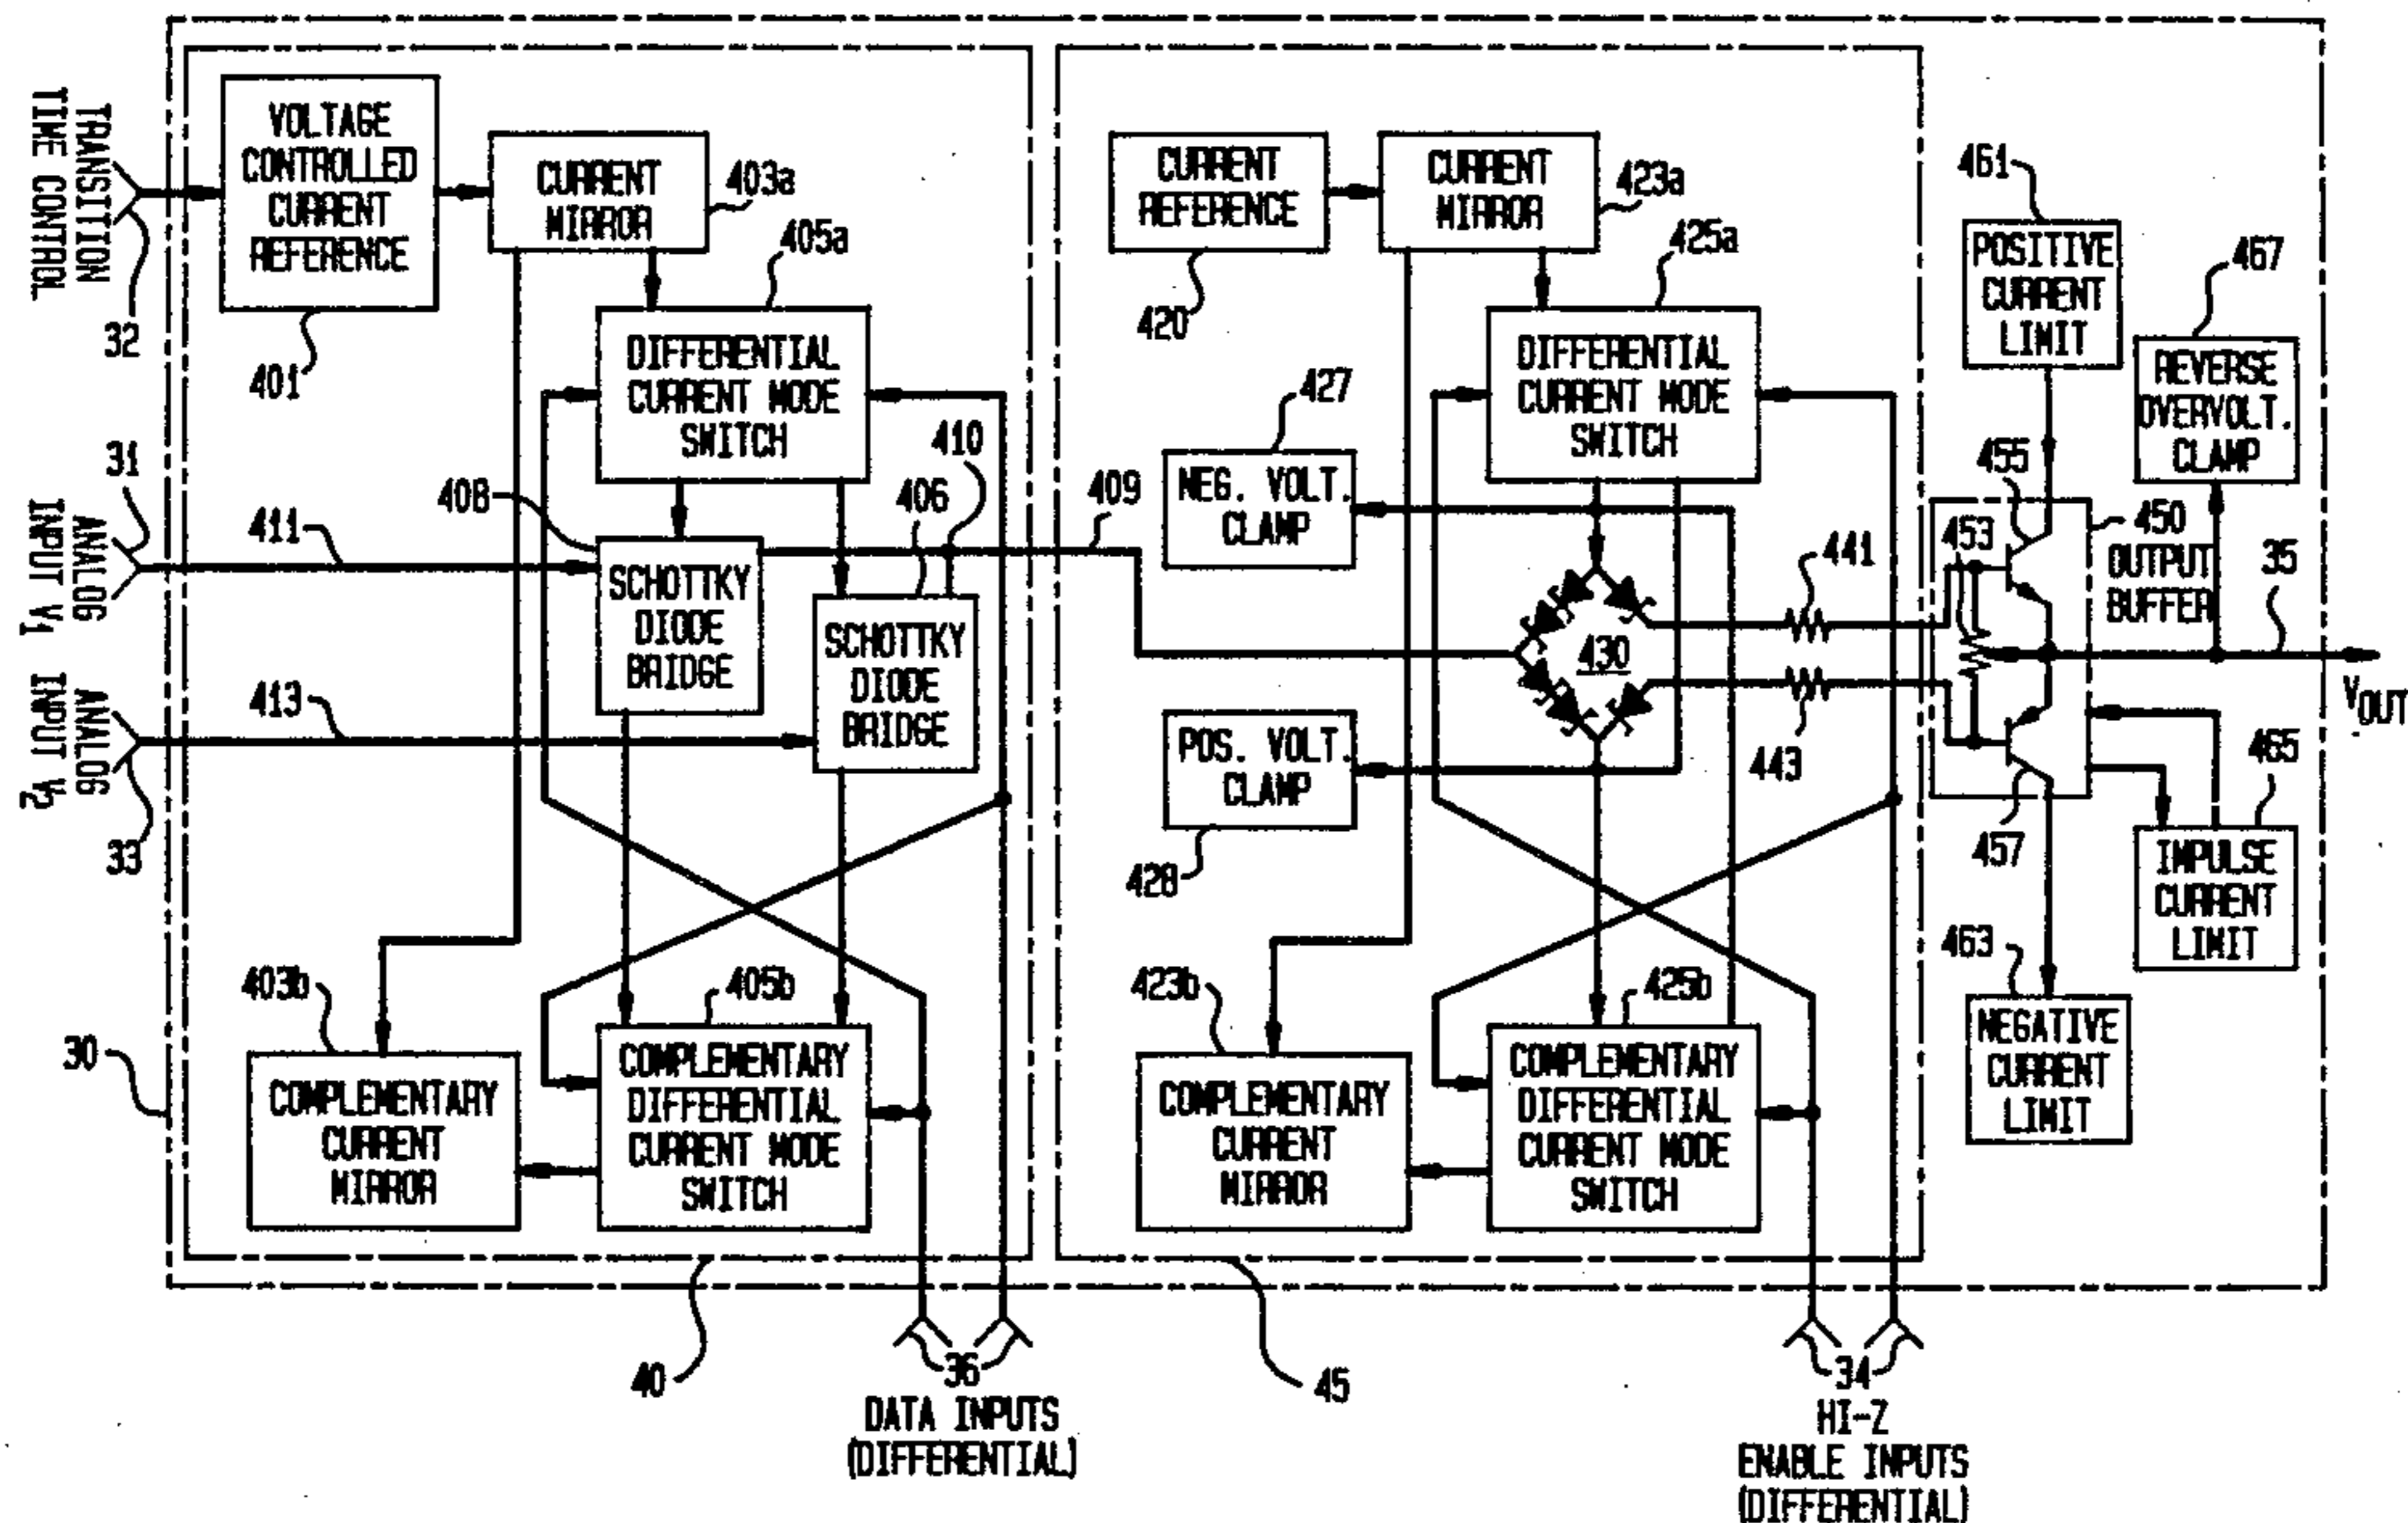 TRANSITION
TIME CONTROL
32
VOLTAGE
CONTROLLED
CURRENT
REFERENCE
401
CURRENT
MIRROR
403a
405a
DIFFERENTIAL
CURRENT MODE
SWITCH
31
ANALOG
INPUT V1
411
408
SCHOTTKY
DIODE
BRIDGE
406
410
409
SCHOTTKY
DIODE
BRIDGE
ANALOG
INPUT V2
413
33
30
403b
COMPLEMENTARY
CURRENT
MIRROR
405b
COMPLEMENTARY
DIFFERENTIAL
CURRENT MODE
SWITCH
40
36
DATA INPUTS
(DIFFERENTIAL)
CURRENT
REFERENCE
420
CURRENT
MIRROR
423a
425a
DIFFERENTIAL
CURRENT MODE
SWITCH
427
NEG. VOLT.
CLAMP
430
441
443
POS. VOLT.
CLAMP
428
423b
COMPLEMENTARY
CURRENT
MIRROR
425b
COMPLEMENTARY
DIFFERENTIAL
CURRENT MODE
SWITCH
45
34
HI-Z
ENABLE INPUTS
(DIFFERENTIAL)
461
POSITIVE
CURRENT
LIMIT
467
REVERSE
OVERVOLT.
CLAMP
455
453
450
OUTPUT
BUFFER
35
VOUT
457
465
IMPULSE
CURRENT
LIMIT
463
NEGATIVE
CURRENT
LIMIT